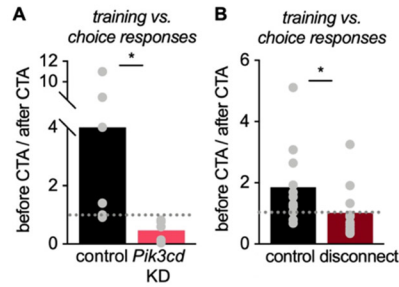 A
training vs.
choice responses
before CTA / after CTA
12
10
8
4
2
0
*
control Pik3cd
KD
B
training vs.
choice responses
before CTA / after CTA
6
4
2
0
*
control disconnect